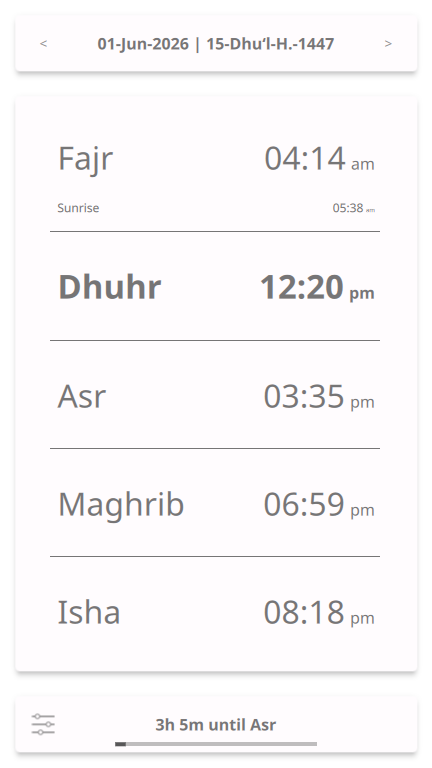 < 01-Jun-2026 | 15-Dhuʻl-H.-1447 >
Fajr 04:14 am
Sunrise 05:38 am
Dhuhr 12:20 pm
Asr 03:35 pm
Maghrib 06:59 pm
Isha 08:18 pm
3h 5m until Asr